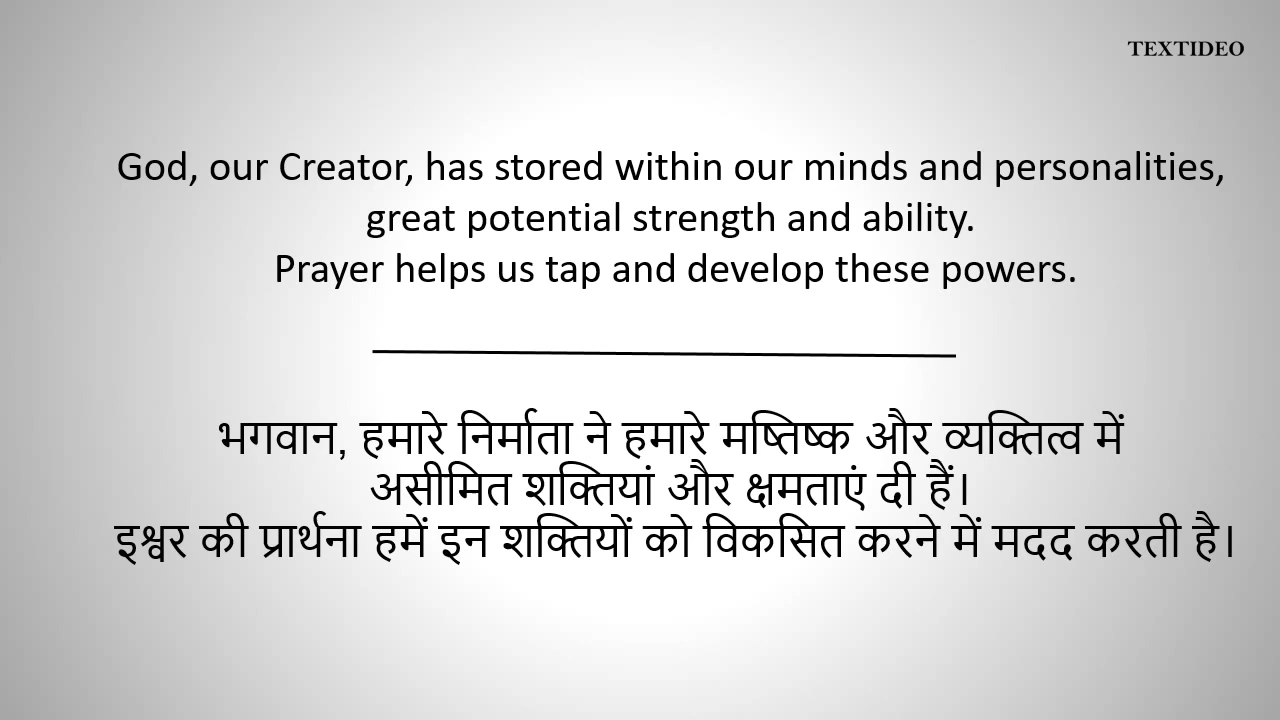 TEXTIDEO
God, our Creator, has stored within our minds and personalities,
great potential strength and ability.
Prayer helps us tap and develop these powers.
भगवान, हमारे निर्माता ने हमारे मष्तिष्क और व्यक्तित्व में
असीमित शक्तियां और क्षमताएं दी हैं।
इश्वर की प्रार्थना हमें इन शक्तियों को विकसित करने में मदद करती है।